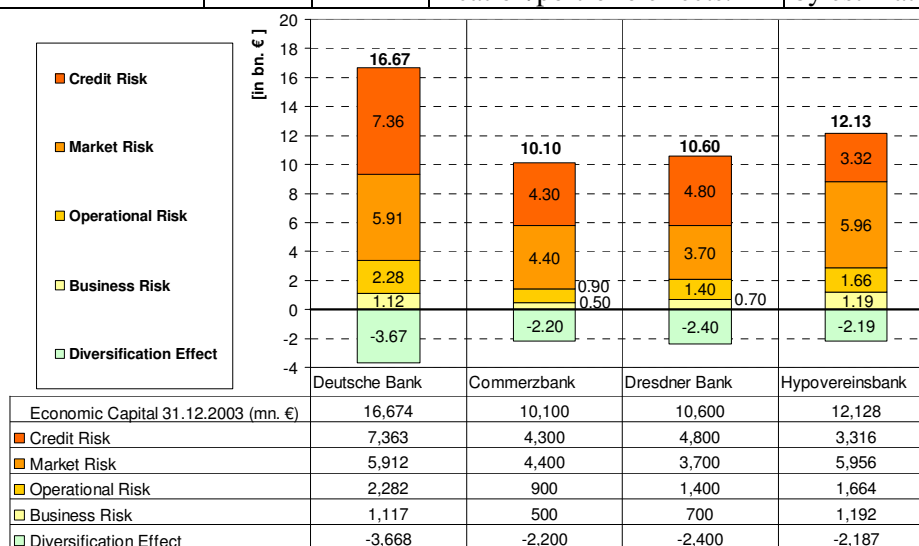 20
18
16
14
12
10
8
6
4
2
0
-2
-4
[in bn. € ]
Credit Risk
Market Risk
Operational Risk
Business Risk
Diversification Effect
16.67
7.36
5.91
2.28
1.12
-3.67
10.10
4.30
4.40
0.90
0.50
-2.20
10.60
4.80
3.70
1.40
0.70
-2.40
12.13
3.32
5.96
1.66
1.19
-2.19
Deutsche Bank Commerzbank Dresdner Bank Hypovereinsbank
Economic Capital 31.12.2003 (mn. €) 16,674 10,100 10,600 12,128
Credit Risk 7,363 4,300 4,800 3,316
Market Risk 5,912 4,400 3,700 5,956
Operational Risk 2,282 900 1,400 1,664
Business Risk 1,117 500 700 1,192
Diversification Effect -3,668 -2,200 -2,400 -2,187